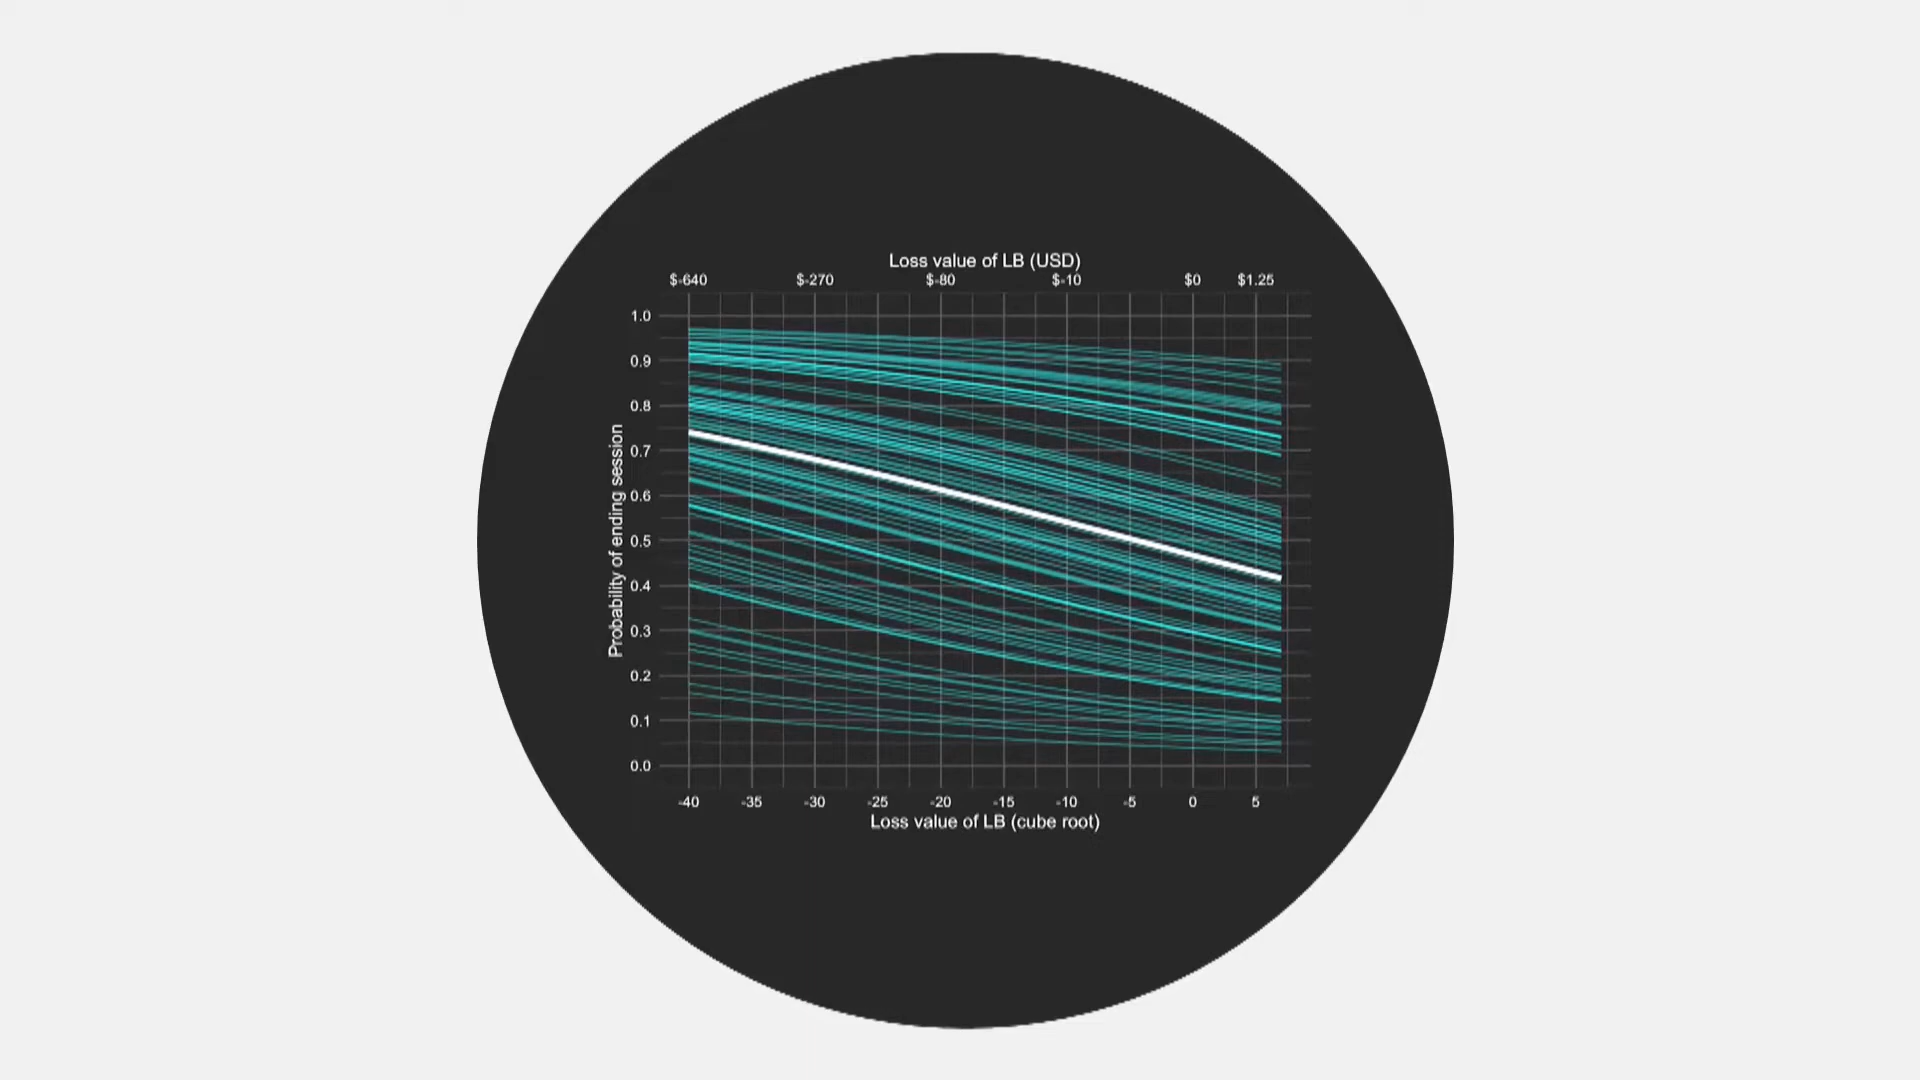 Loss value of LB (USD)
$-640 $-270 $-80 $-10 $0 $1.25
1.0
0.9
0.8
0.7
0.6
0.5
0.4
0.3
0.2
0.1
0.0
Probability of ending session
-40 -35 -30 -25 -20 -15 -10 -5 0 5
Loss value of LB (cube root)